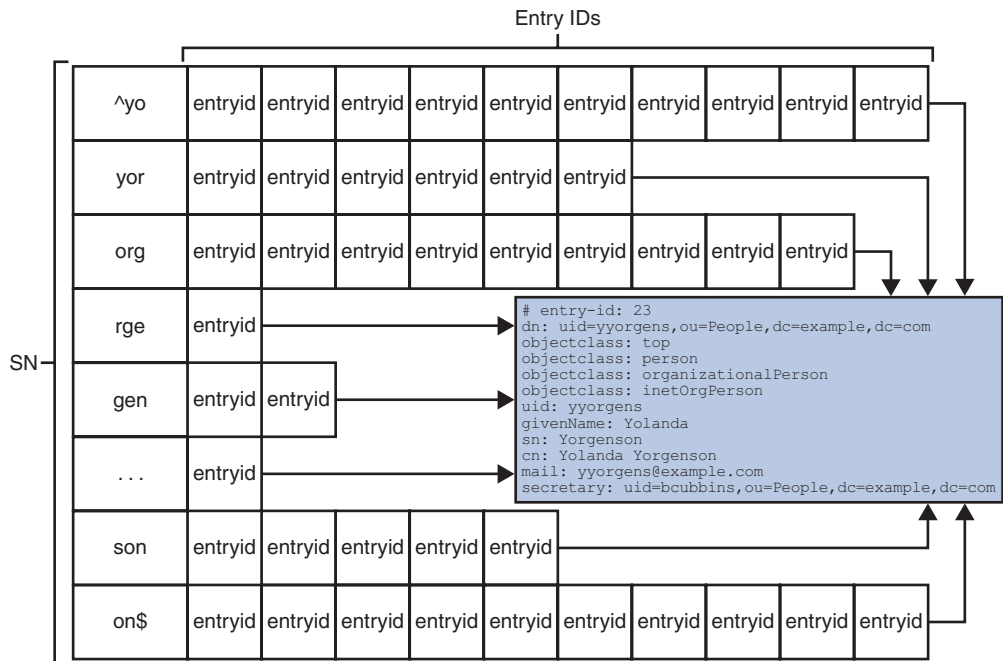 Entry IDs
^yo entryid entryid entryid entryid entryid entryid entryid entryid entryid entryid
yor entryid entryid entryid entryid entryid entryid
org entryid entryid entryid entryid entryid entryid entryid entryid entryid
rge entryid
SN
gen entryid entryid
... entryid
son entryid entryid entryid entryid entryid
on$ entryid entryid entryid entryid entryid entryid entryid entryid entryid entryid
# entry-id: 23
dn: uid=yyorgens,ou=People,dc=example,dc=com
objectclass: top
objectclass: person
objectclass: organizationalPerson
objectclass: inetOrgPerson
uid: yyorgens
givenName: Yolanda
sn: Yorgenson
cn: Yolanda Yorgenson
mail: yyorgens@example.com
secretary: uid=bcubbins,ou=People,dc=example,dc=com